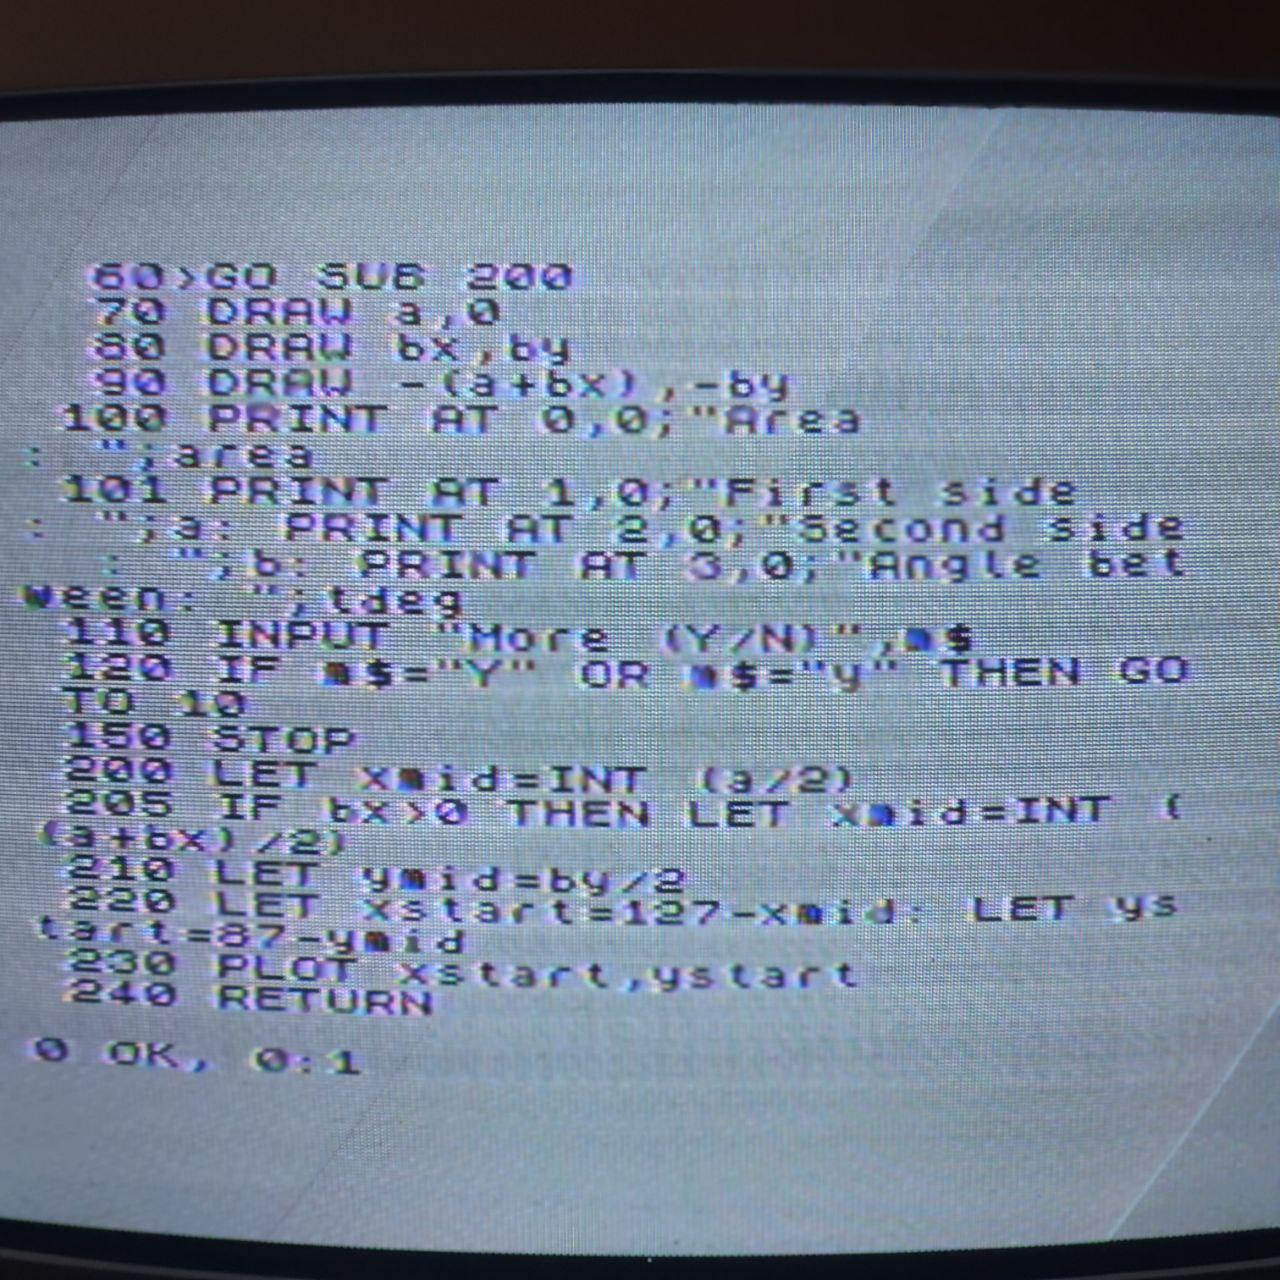 60>GO SUB 200
70 DRAW a,0
80 DRAW bx,by
90 DRAW -(a+bx),-by
100 PRINT AT 0,0;"Area
: ";area
101 PRINT AT 1,0;"First side
: ";a: PRINT AT 2,0;"Second side
: ";b: PRINT AT 3,0;"Angle bet
ween: ";tdeg
110 INPUT "More (Y/N)",m$
120 IF m$="Y" OR m$="y" THEN GO
TO 10
150 STOP
200 LET xmid=INT (a/2)
205 IF bx>0 THEN LET xmid=INT (
(a+bx)/2)
210 LET ymid=by/2
220 LET xstart=127-xmid: LET ys
tart=87-ymid
230 PLOT xstart,ystart
240 RETURN
0 OK, 0:1